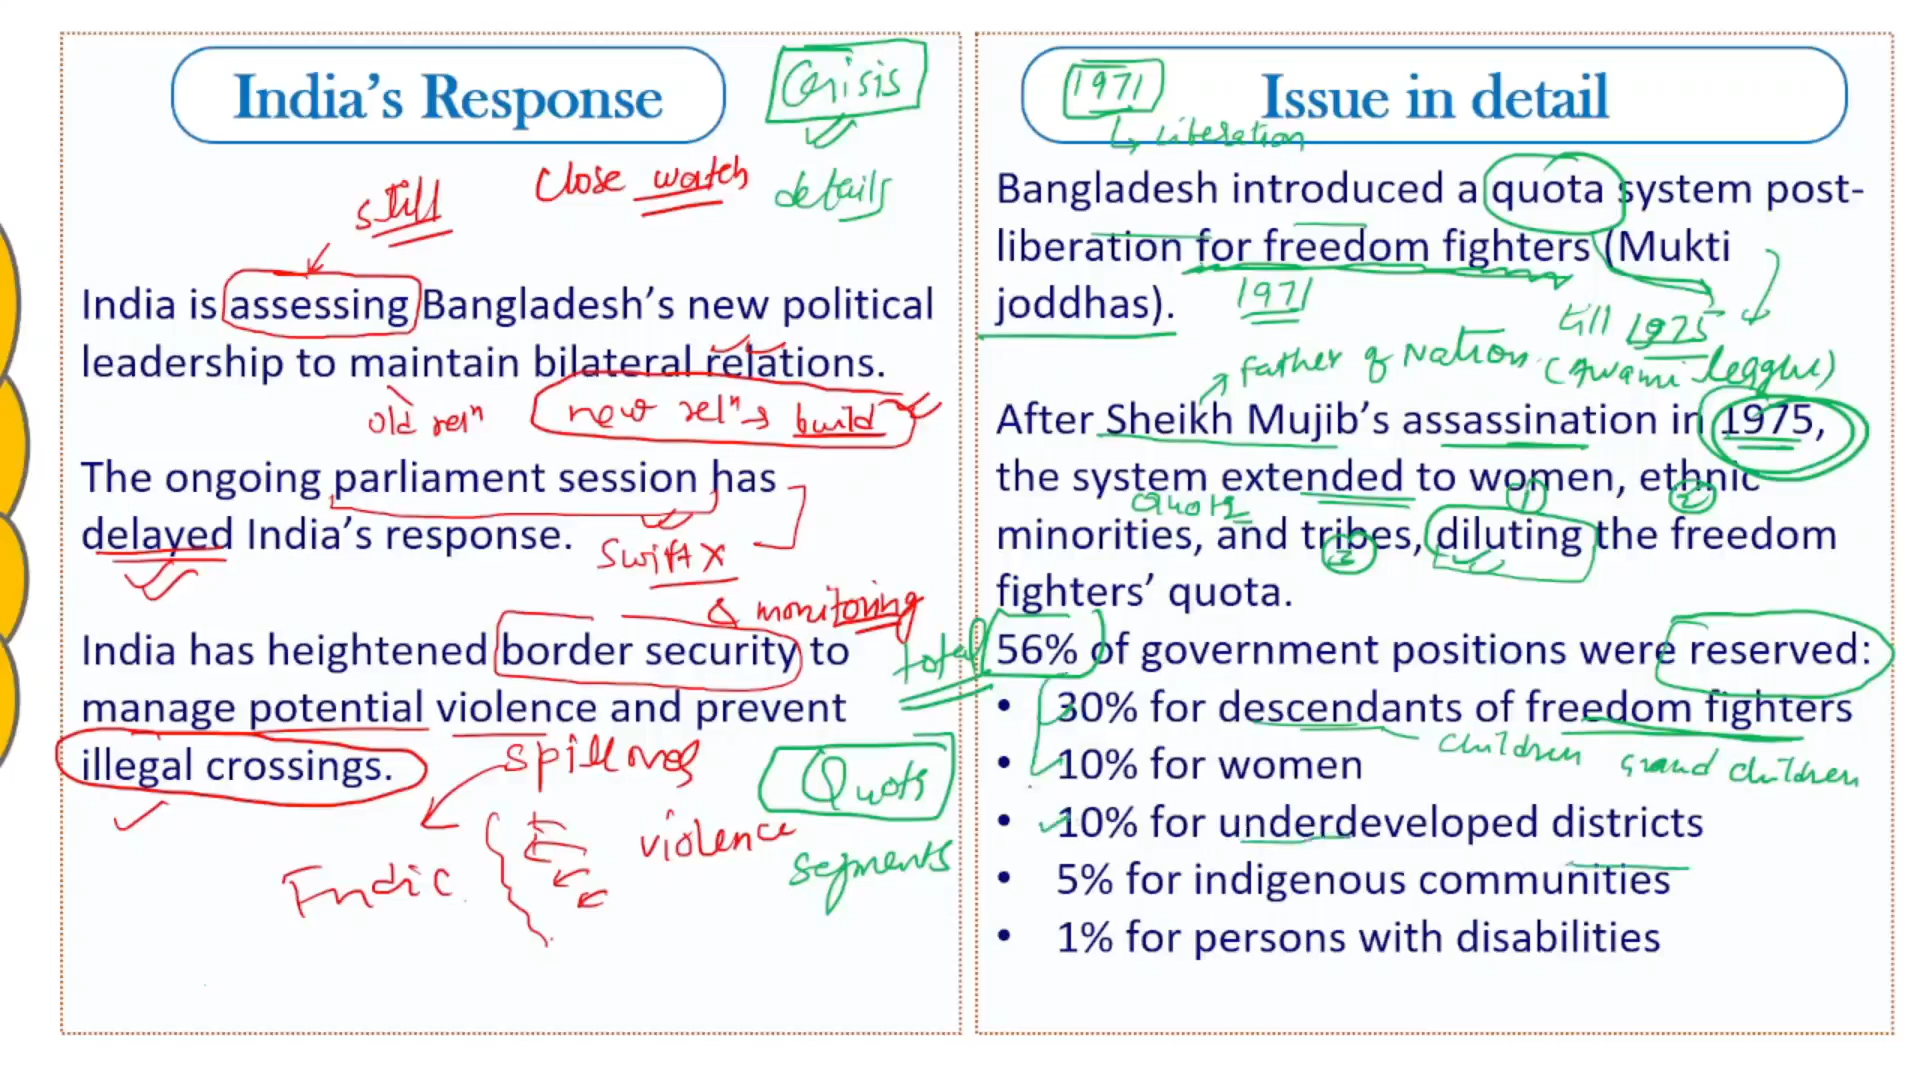 India's Response
Crisis
details
still
Close watch
India is assessing Bangladesh's new political
leadership to maintain bilateral relations.
old relⁿ
new relⁿs build
The ongoing parliament session has
delayed India's response.
Swift X
& monitoring
India has heightened border security to
manage potential violence and prevent
illegal crossings.
spillover
violence
Quota
segments
1971
Issue in detail
↳ Liberation
Bangladesh introduced a quota system post-
liberation for freedom fighters (Mukti
joddhas).
1971
till 1975
(Awami league)
Father of Nation
After Sheikh Mujib's assassination in 1975,
the system extended to women, ethnic
Quota
1
2
minorities, and tribes, diluting the freedom
3
fighters' quota.
total
56% of government positions were reserved:
• 30% for descendants of freedom fighters
children grand children
• 10% for women
• 10% for underdeveloped districts
• 5% for indigenous communities
• 1% for persons with disabilities